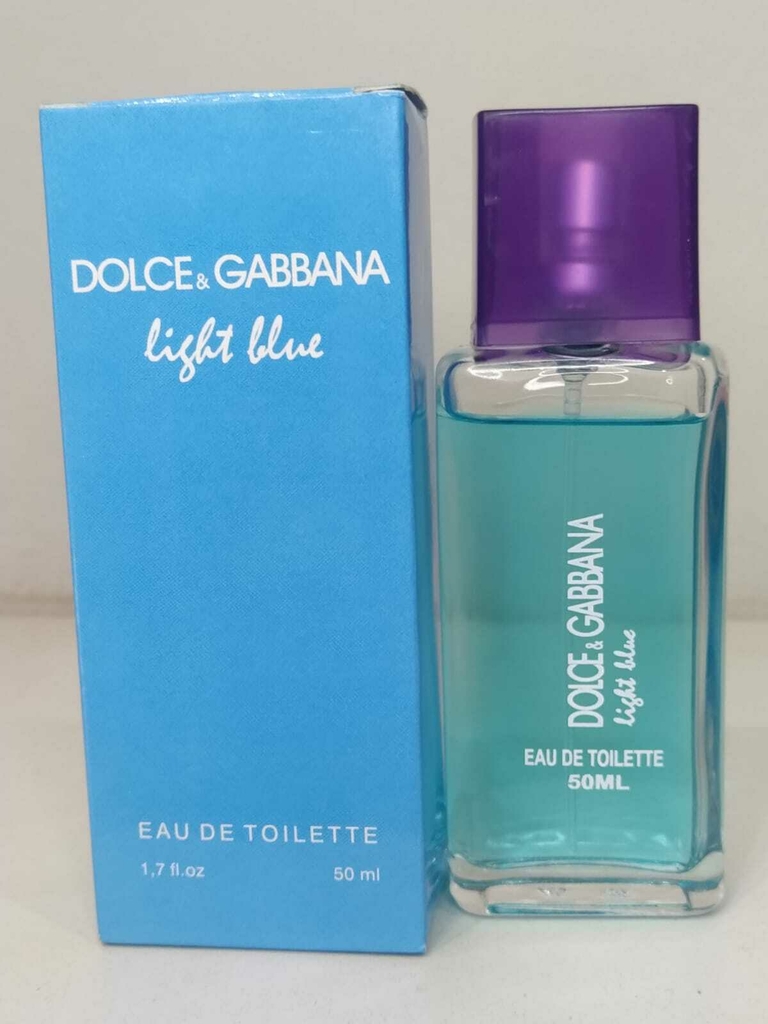 DOLCE & GABBANA
light blue
EAU DE TOILETTE
1,7 fl.oz 50 ml
DOLCE & GABBANA
light blue
EAU DE TOILETTE
50ML